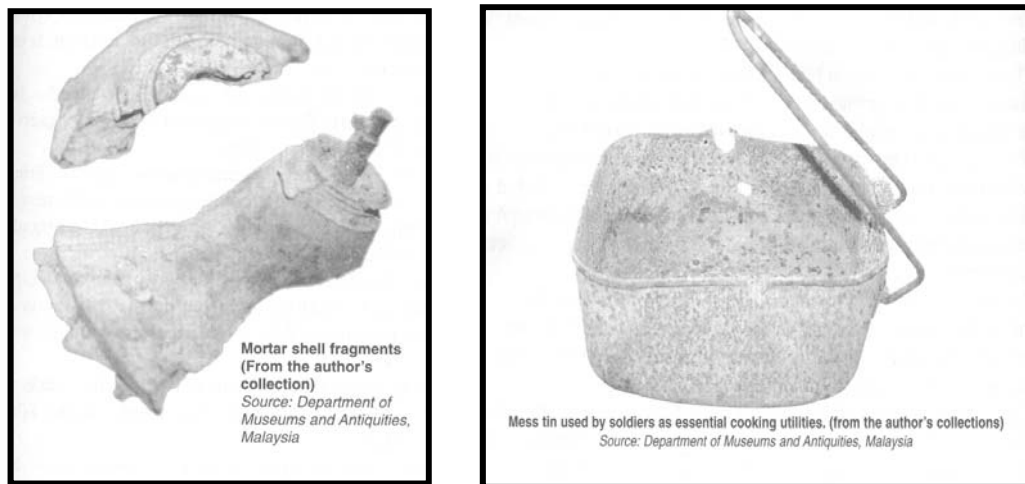 Mortar shell fragments
(From the author's
collection)
Source: Department of
Museums and Antiquities,
Malaysia
Mess tin used by soldiers as essential cooking utilities. (from the author's collections)
Source: Department of Museums and Antiquities, Malaysia